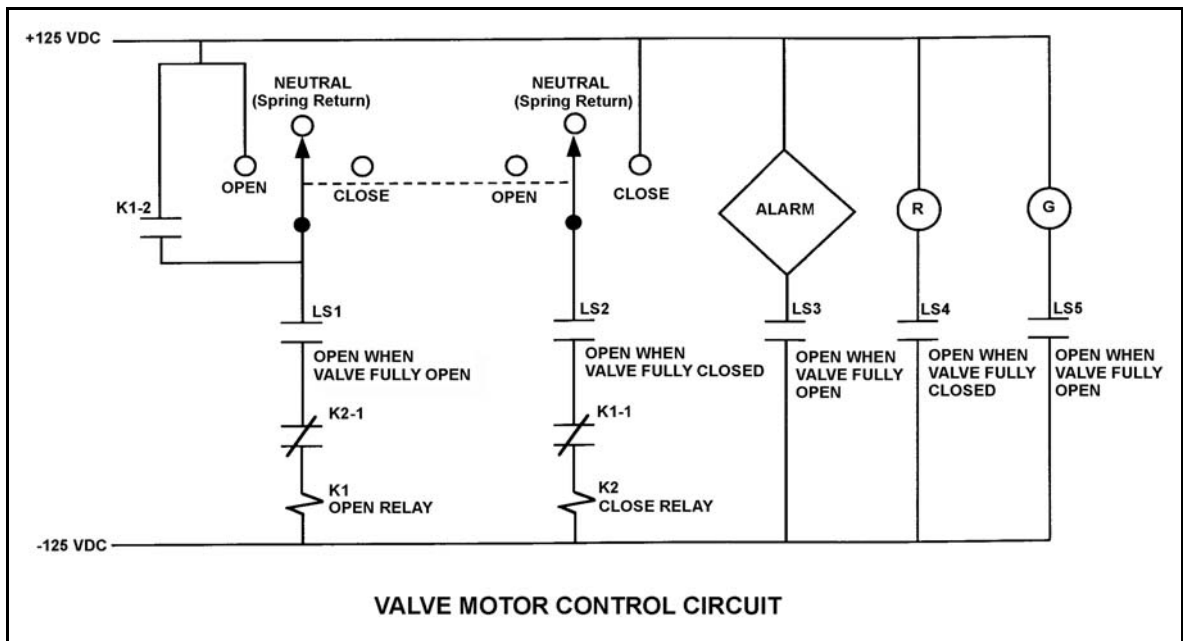 +125 VDC
NEUTRAL
(Spring Return)
NEUTRAL
(Spring Return)
OPEN
CLOSE
OPEN
CLOSE
K1-2
ALARM
R
G
LS1
OPEN WHEN
VALVE FULLY OPEN
LS2
OPEN WHEN
VALVE FULLY CLOSED
LS3
OPEN WHEN
VALVE FULLY
OPEN
LS4
OPEN WHEN
VALVE FULLY
CLOSED
LS5
OPEN WHEN
VALVE FULLY
OPEN
K2-1
K1-1
K1
OPEN RELAY
K2
CLOSE RELAY
-125 VDC
VALVE MOTOR CONTROL CIRCUIT